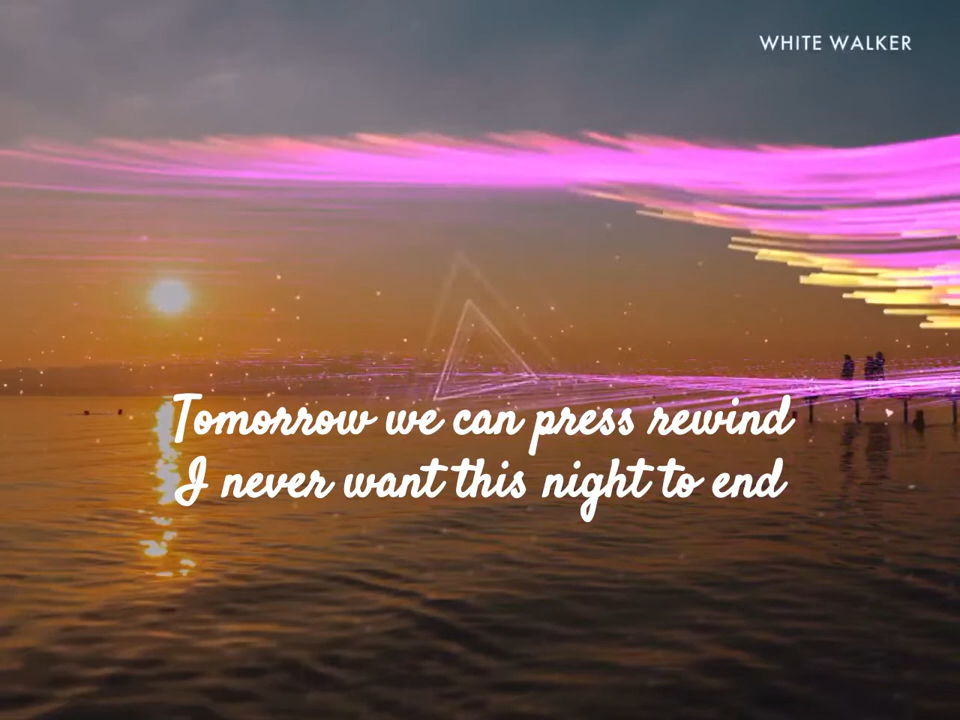 WHITE WALKER
Tomorrow we can press rewind
I never want this night to end